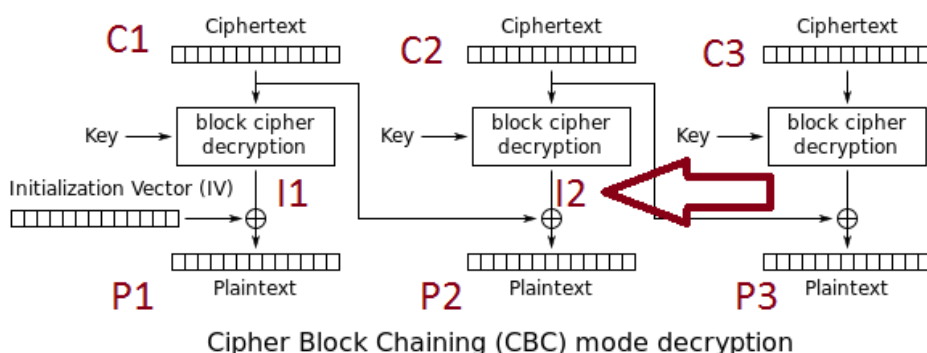 C1 Ciphertext C2 Ciphertext C3 Ciphertext
Key block cipher decryption Key block cipher decryption Key block cipher decryption
Initialization Vector (IV) I1 I2
P1 Plaintext P2 Plaintext P3 Plaintext
Cipher Block Chaining (CBC) mode decryption